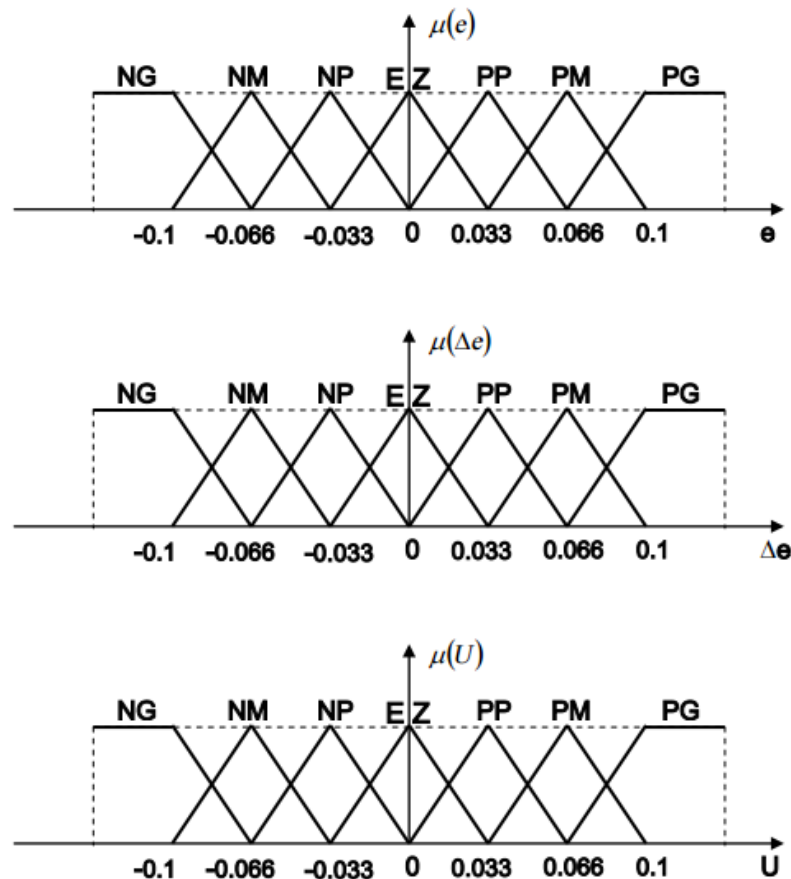 μ(e)
NG NM NP EZ PP PM PG
-0.1 -0.066 -0.033 0 0.033 0.066 0.1 e
μ(Δe)
NG NM NP EZ PP PM PG
-0.1 -0.066 -0.033 0 0.033 0.066 0.1 Δe
μ(U)
NG NM NP EZ PP PM PG
-0.1 -0.066 -0.033 0 0.033 0.066 0.1 U